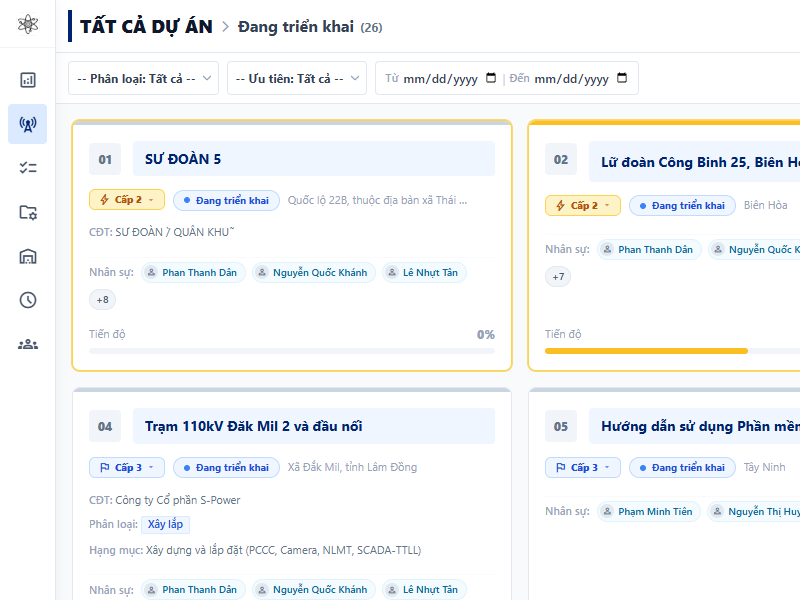 TẤT CẢ DỰ ÁN > Đang triển khai (26)
-- Phân loại: Tất cả -- -- Ưu tiên: Tất cả -- Từ mm/dd/yyyy | Đến mm/dd/yyyy
01 SƯ ĐOÀN 5
Cấp 2 Đang triển khai Quốc lộ 22B, thuộc địa bàn xã Thái ...
CĐT: SƯ ĐOÀN 7 QUÂN KHU˜
Nhân sự: Phan Thanh Dân Nguyễn Quốc Khánh Lê Nhựt Tân
+8
Tiến độ 0%
02 Lữ đoàn Công Binh 25, Biên H
Cấp 2 Đang triển khai Biên Hòa
Nhân sự: Phan Thanh Dân Nguyễn Quốc K
+7
Tiến độ
04 Trạm 110kV Đăk Mil 2 và đầu nối
Cấp 3 Đang triển khai Xã Đắk Mil, tỉnh Lâm Đồng
CĐT: Công ty Cổ phần S-Power
Phân loại: Xây lắp
Hạng mục: Xây dựng và lắp đặt (PCCC, Camera, NLMT, SCADA-TTLL)
Nhân sự: Phan Thanh Dân Nguyễn Quốc Khánh Lê Nhựt Tân
05 Hướng dẫn sử dụng Phần mềm
Cấp 3 Đang triển khai Tây Ninh
Nhân sự: Phạm Minh Tiên Nguyễn Thị Huy